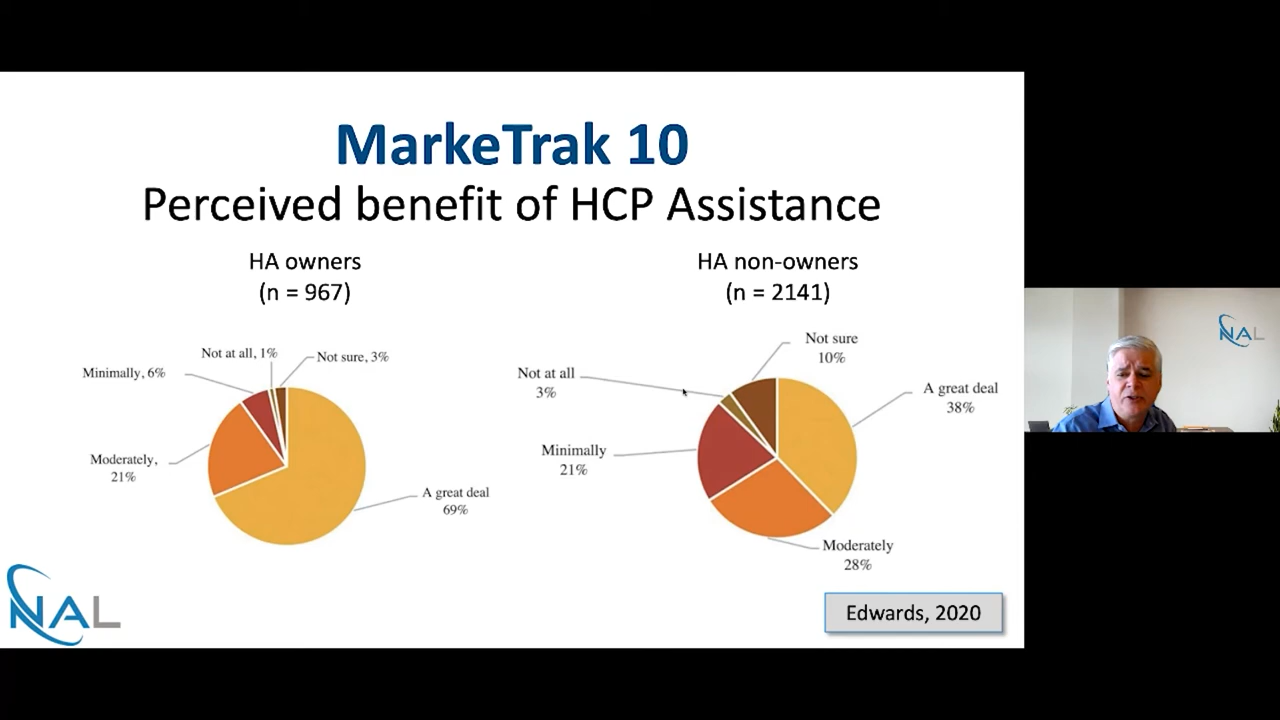 MarkeTrak 10
Perceived benefit of HCP Assistance
HA owners
(n = 967)
Not at all, 1%
Not sure, 3%
Minimally, 6%
Moderately,
21%
A great deal
69%
HA non-owners
(n = 2141)
Not sure
10%
Not at all
3%
A great deal
38%
Minimally
21%
Moderately
28%
NAL
Edwards, 2020
NAL